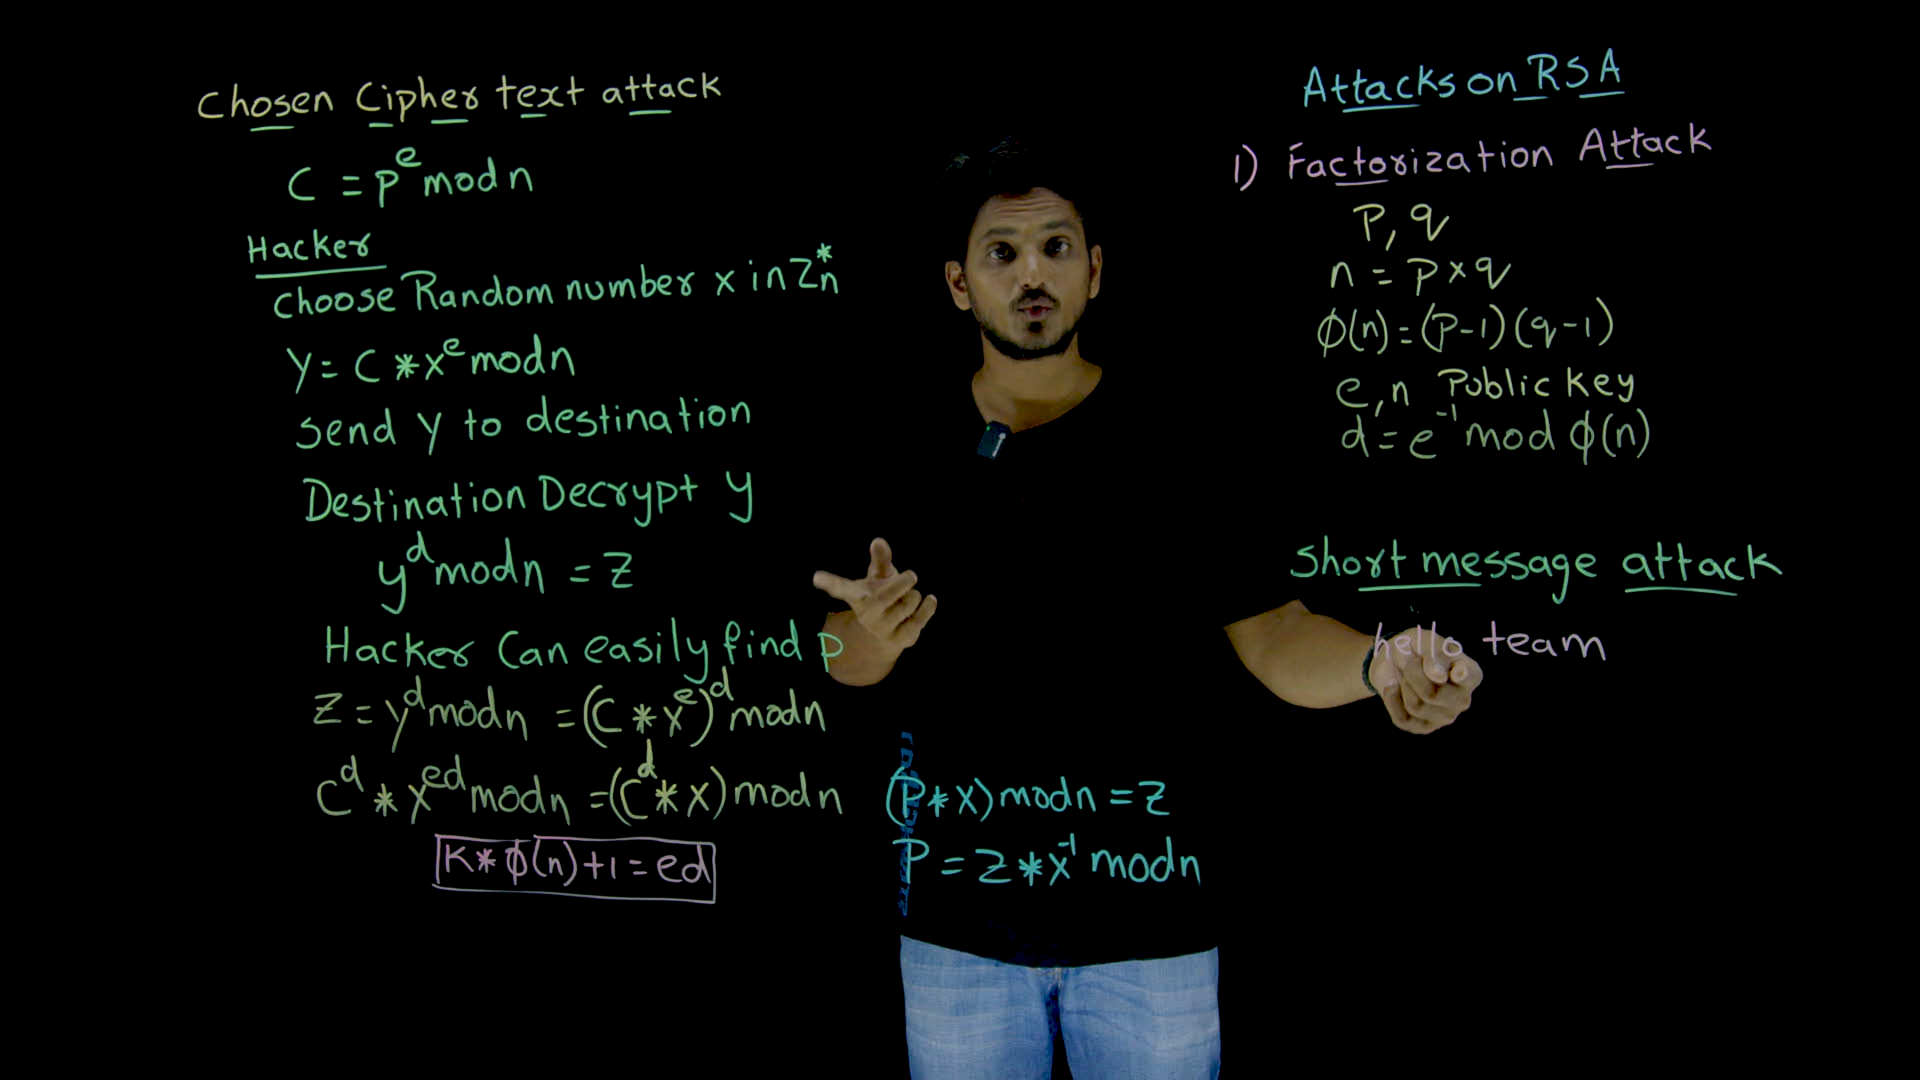 Chosen Cipher text attack
C = p^e mod n
Hacker
choose Random number x in Z*n
Y = C * x^e mod n
send y to destination
Destination Decrypt y
y^d mod n = z
Hacker Can easily find p
Z = y^d mod n = (C * x^e)^d mod n
C^d * x^ed mod n = (C^d * x) mod n
K * ϕ(n) + 1 = ed
(P * x) mod n = z
P = Z * x^-1 mod n
Attacks on RSA
1) Factorization Attack
P, q
n = P × q
ϕ(n) = (P-1) (q-1)
e, n Public key
d = e^-1 mod ϕ(n)
Short message attack
hello team